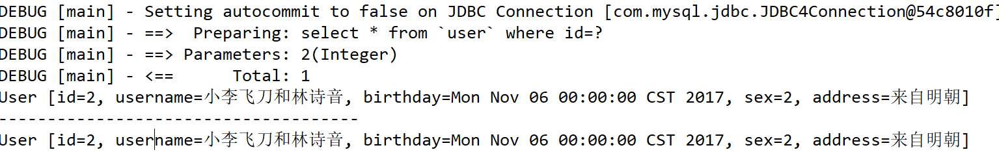 DEBUG [main] - Setting autocommit to false on JDBC Connection [com.mysql.jdbc.JDBC4Connection@54c8010f]
DEBUG [main] - ==>  Preparing: select * from `user` where id=?
DEBUG [main] - ==> Parameters: 2(Integer)
DEBUG [main] - <==      Total: 1
User [id=2, username=小李飞刀和林诗音, birthday=Mon Nov 06 00:00:00 CST 2017, sex=2, address=来自明朝]
-------------------------------------
User [id=2, username=小李飞刀和林诗音, birthday=Mon Nov 06 00:00:00 CST 2017, sex=2, address=来自明朝]